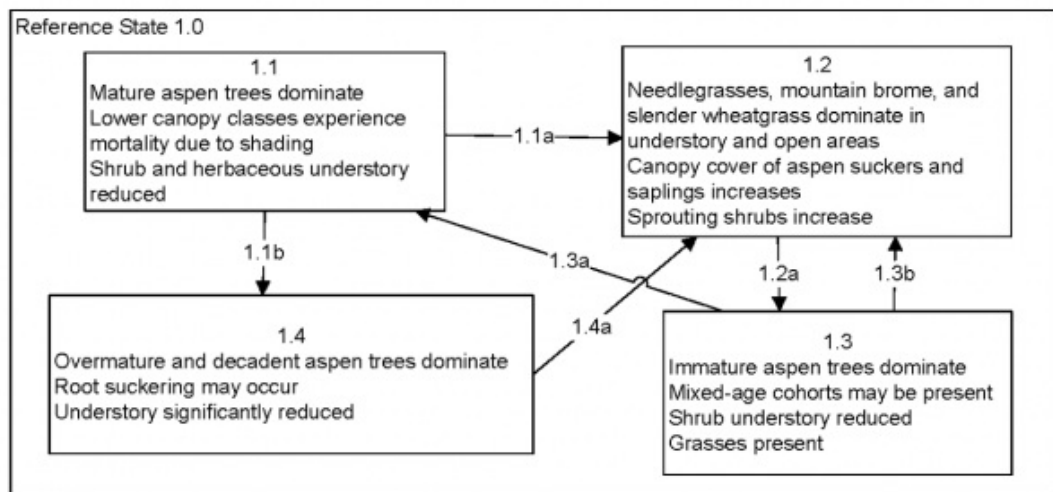 Reference State 1.0
1.1
Mature aspen trees dominate
Lower canopy classes experience
mortality due to shading
Shrub and herbaceous understory
reduced
1.1a
1.2
Needlegrasses, mountain brome, and
slender wheatgrass dominate in
understory and open areas
Canopy cover of aspen suckers and
saplings increases
Sprouting shrubs increase
1.1b
1.3a
1.4a
1.2a
1.3b
1.4
Overmature and decadent aspen trees dominate
Root suckering may occur
Understory significantly reduced
1.3
Immature aspen trees dominate
Mixed-age cohorts may be present
Shrub understory reduced
Grasses present